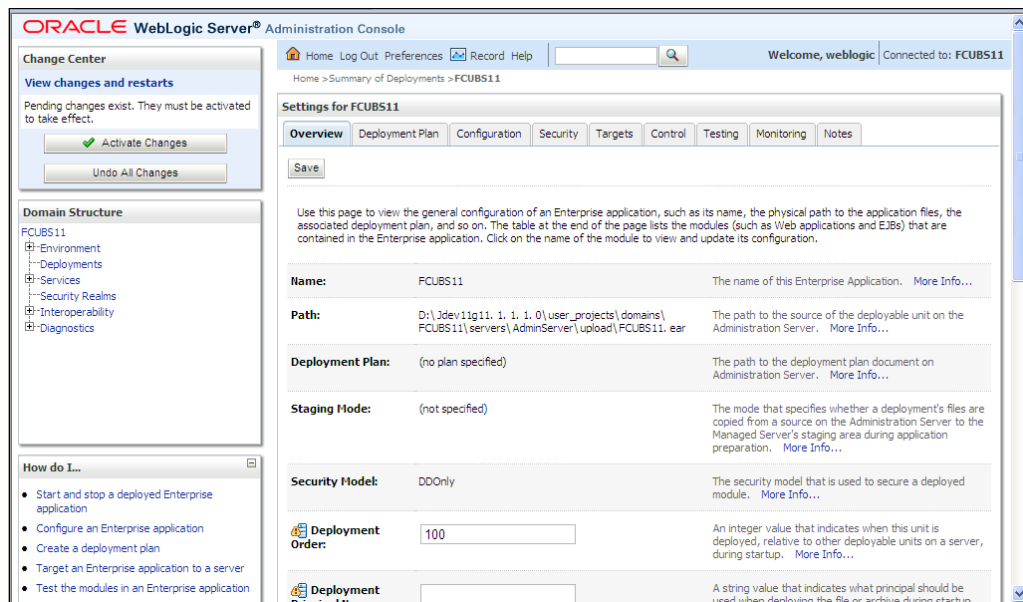 ORACLE WebLogic Server® Administration Console
Change Center
View changes and restarts
Pending changes exist. They must be activated
to take effect.
Activate Changes
Undo All Changes
Domain Structure
FCUBS11
Environment
Deployments
Services
Security Realms
Interoperability
Diagnostics
How do I...
Start and stop a deployed Enterprise
application
Configure an Enterprise application
Create a deployment plan
Target an Enterprise application to a server
Test the modules in an Enterprise application
Home Log Out Preferences Record Help
Welcome, weblogic Connected to: FCUBS11
Home >Summary of Deployments >FCUBS11
Settings for FCUBS11
Overview Deployment Plan Configuration Security Targets Control Testing Monitoring Notes
Save
Use this page to view the general configuration of an Enterprise application, such as its name, the physical path to the application files, the
associated deployment plan, and so on. The table at the end of the page lists the modules (such as Web applications and EJBs) that are
contained in the Enterprise application. Click on the name of the module to view and update its configuration.
Name: FCUBS11 The name of this Enterprise Application. More Info...
Path: D:\Jdev11g11. 1. 1. 1. 0\user_projects\domains\ The path to the source of the deployable unit on the
FCUBS11\servers\AdminServer\upload\FCUBS11. ear Administration Server. More Info...
Deployment Plan: (no plan specified) The path to the deployment plan document on
Administration Server. More Info...
Staging Mode: (not specified) The mode that specifies whether a deployment's files are
copied from a source on the Administration Server to the
Managed Server's staging area during application
preparation. More Info...
Security Model: DDOnly The security model that is used to secure a deployed
module. More Info...
Deployment 100 An integer value that indicates when this unit is
Order: deployed, relative to other deployable units on a server,
during startup. More Info...
Deployment A string value that indicates what principal should be
used when deploying the file or archive during startup